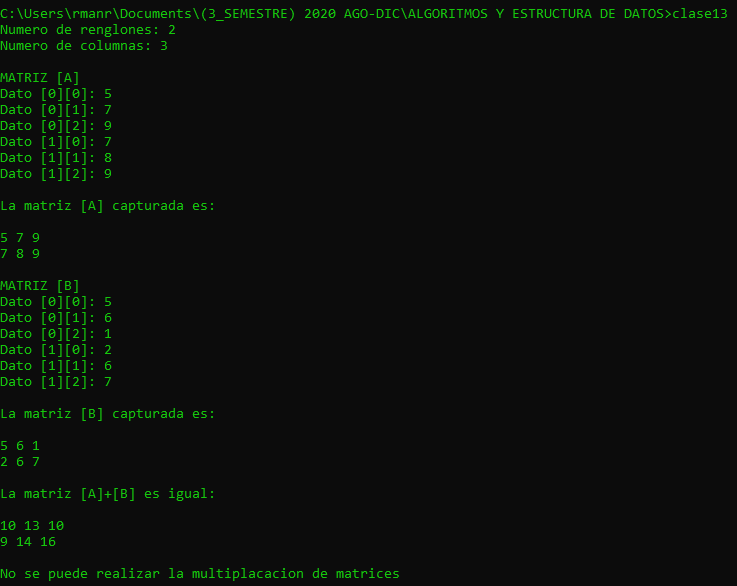 C:\Users\rmanr\Documents\(3_SEMESTRE) 2020 AGO-DIC\ALGORITMOS Y ESTRUCTURA DE DATOS>clase13
Numero de renglones: 2
Numero de columnas: 3
MATRIZ [A]
Dato [0][0]: 5
Dato [0][1]: 7
Dato [0][2]: 9
Dato [1][0]: 7
Dato [1][1]: 8
Dato [1][2]: 9
La matriz [A] capturada es:
5 7 9
7 8 9
MATRIZ [B]
Dato [0][0]: 5
Dato [0][1]: 6
Dato [0][2]: 1
Dato [1][0]: 2
Dato [1][1]: 6
Dato [1][2]: 7
La matriz [B] capturada es:
5 6 1
2 6 7
La matriz [A]+[B] es igual:
10 13 10
9 14 16
No se puede realizar la multiplacacion de matrices